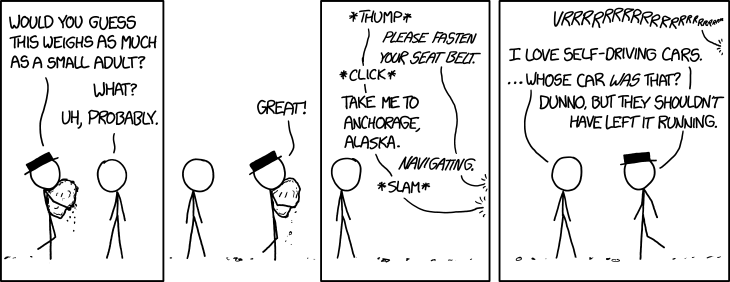 WOULD YOU GUESS
THIS WEIGHS AS MUCH
AS A SMALL ADULT?
WHAT?
UH, PROBABLY.
GREAT!
*THUMP*
PLEASE FASTEN
YOUR SEAT BELT.
*CLICK*
TAKE ME TO
ANCHORAGE,
ALASKA.
NAVIGATING.
*SLAM*
VRRRRRRRRRRRRRRRRRRR
I LOVE SELF-DRIVING CARS.
...WHOSE CAR WAS THAT?
DUNNO, BUT THEY SHOULDN'T
HAVE LEFT IT RUNNING.